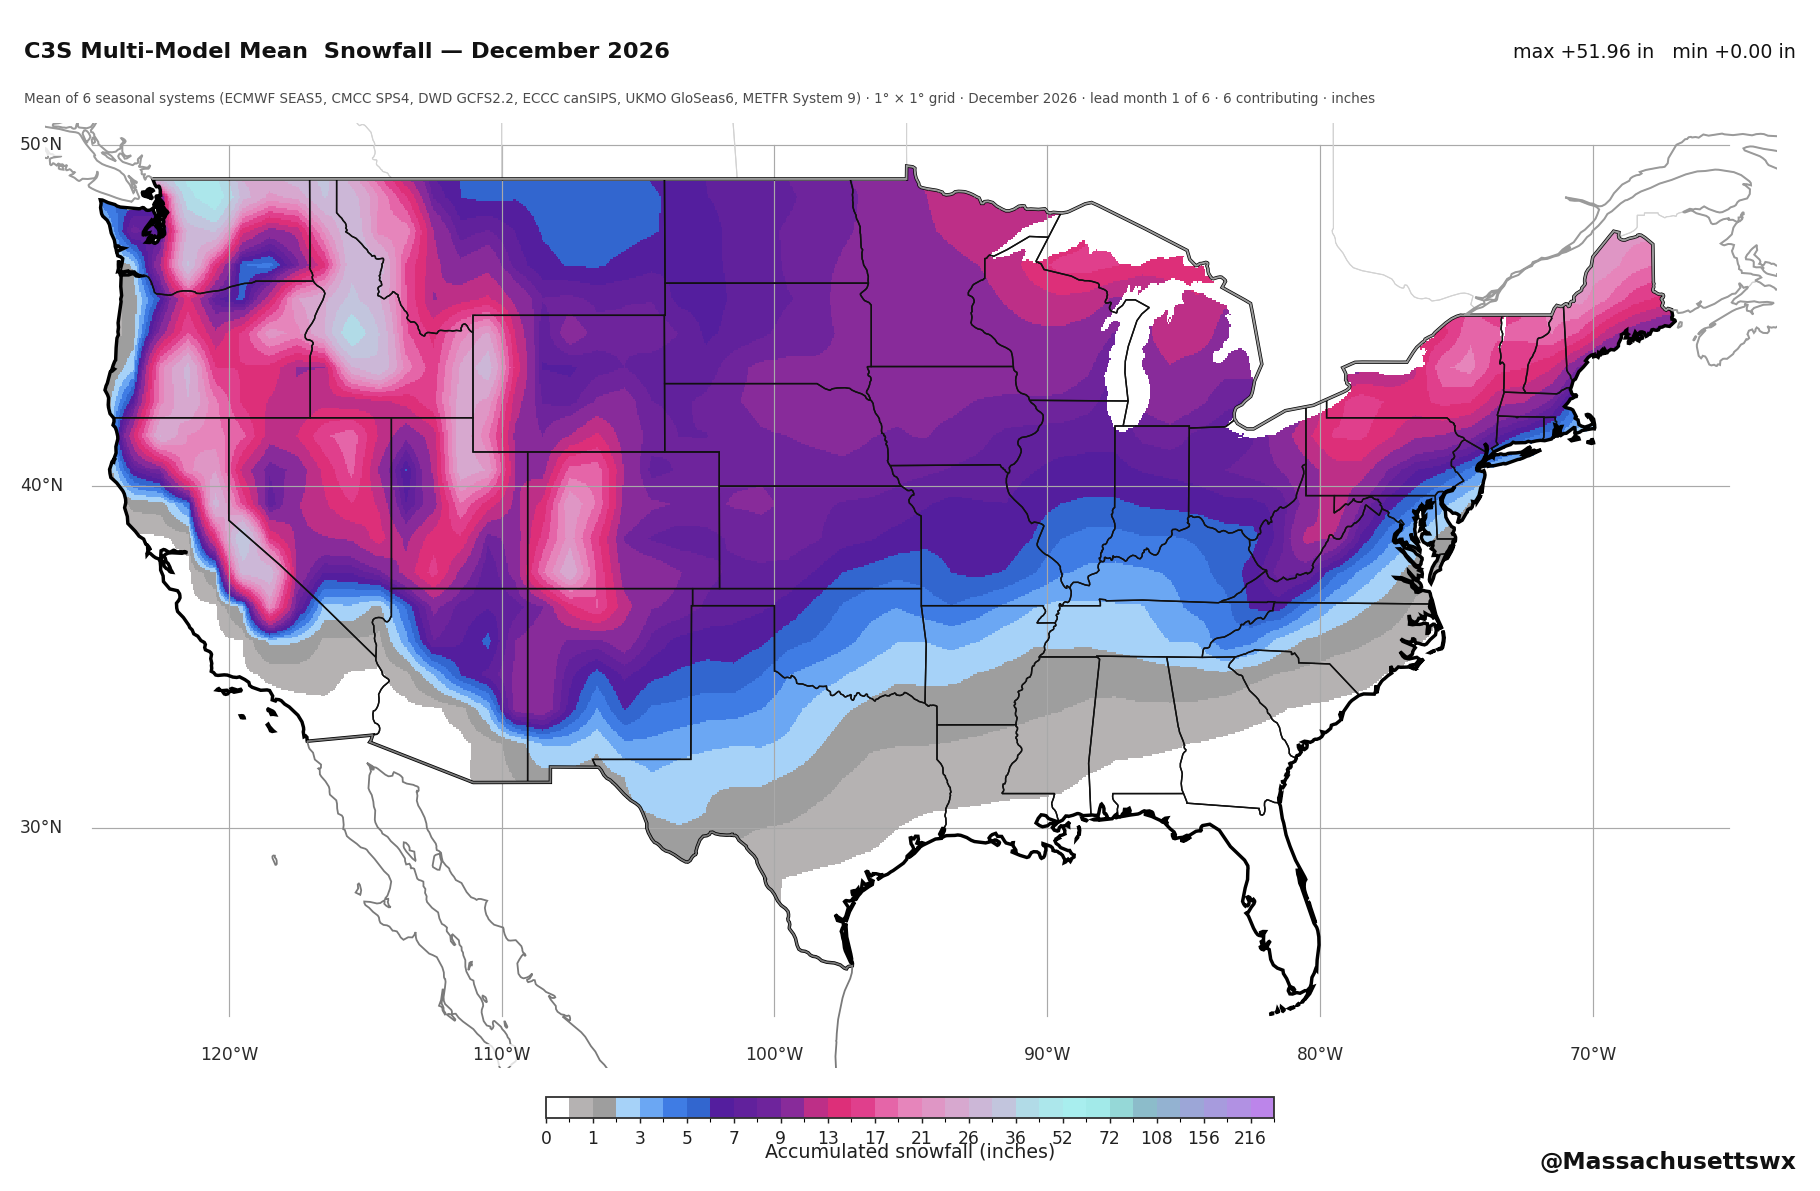 C3S Multi-Model Mean  Snowfall — December 2026
max +51.96 in   min +0.00 in
Mean of 6 seasonal systems (ECMWF SEAS5, CMCC SPS4, DWD GCFS2.2, ECCC canSIPS, UKMO GloSeas6, METFR System 9) · 1° × 1° grid · December 2026 · lead month 1 of 6 · 6 contributing · inches
50°N
40°N
30°N
120°W 110°W 100°W 90°W 80°W 70°W
0 1 3 5 7 9 13 17 21 26 36 52 72 108 156 216
Accumulated snowfall (inches)
@Massachusettswx